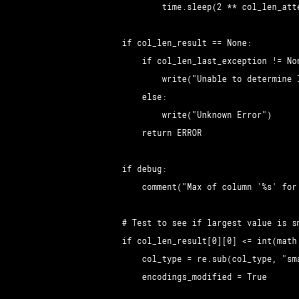 time.sleep(2 ** col_len_atte
if col_len_result == None:
if col_len_last_exception != Non
write("Unable to determine
else:
write("Unknown Error")
return ERROR
if debug:
comment("Max of column '%s' for
# Test to see if largest value is sm
if col_len_result[0][0] <= int(math
col_type = re.sub(col_type, "sma
encodings_modified = True